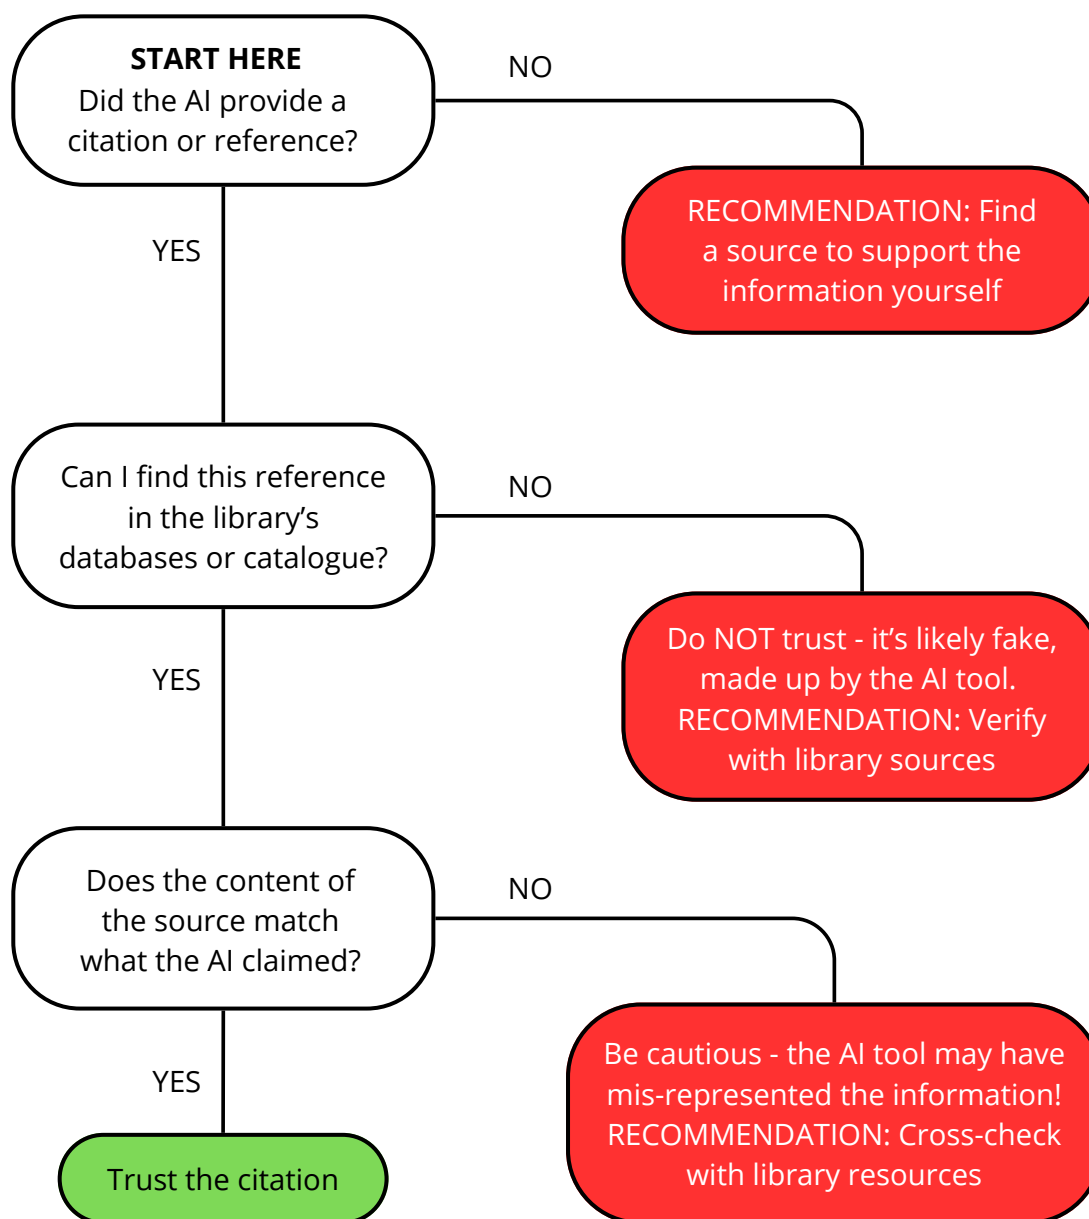 START HERE
Did the AI provide a
citation or reference?
NO
RECOMMENDATION: Find
a source to support the
information yourself
YES
Can I find this reference
in the library’s
databases or catalogue?
NO
Do NOT trust - it’s likely fake,
made up by the AI tool.
RECOMMENDATION: Verify
with library sources
YES
Does the content of
the source match
what the AI claimed?
NO
Be cautious - the AI tool may have
mis-represented the information!
RECOMMENDATION: Cross-check
with library resources
YES
Trust the citation